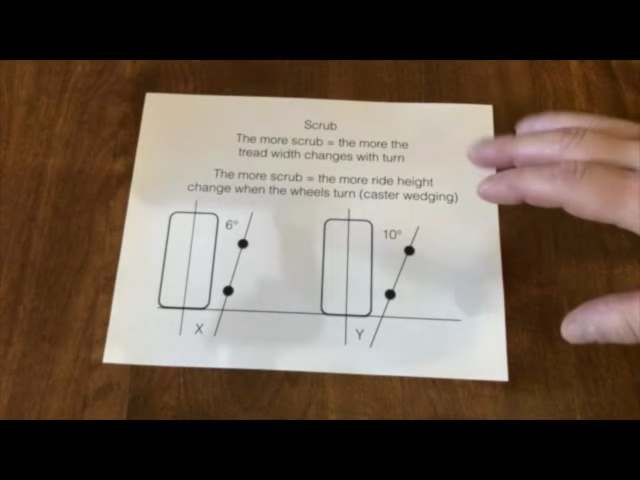 Scrub
The more scrub = the more the
tread width changes with turn
The more scrub = the more ride height
change when the wheels turn (caster wedging)
6° 10°
X Y